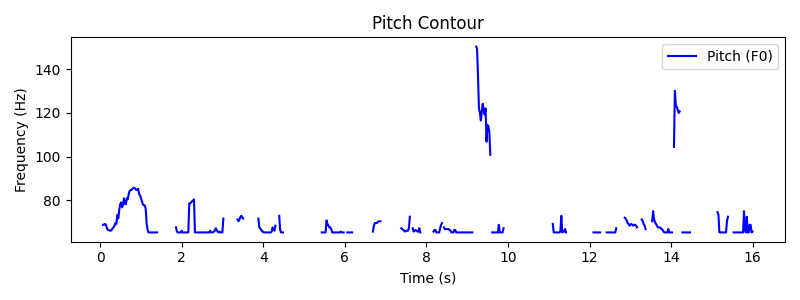 Pitch Contour
Pitch (F0)
Frequency (Hz)
140
120
100
80
0 2 4 6 8 10 12 14 16
Time (s)